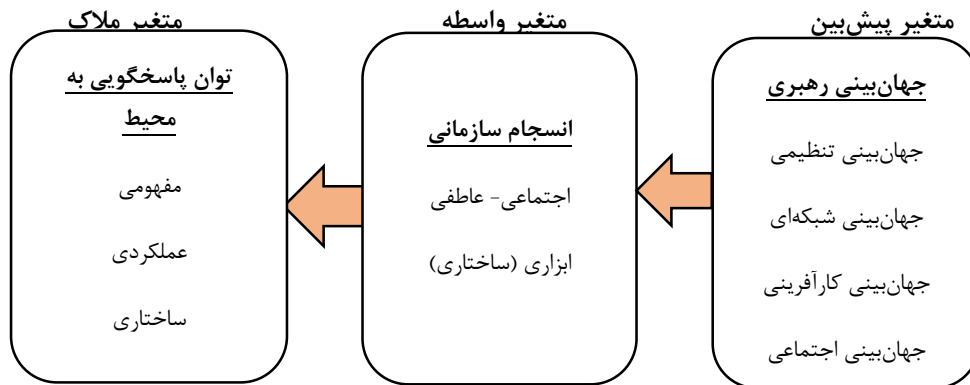 متغیر پیش‌بین
جهان‌بینی رهبری
جهان‌بینی تنظیمی
جهان‌بینی شبکه‌ای
جهان‌بینی کارآفرینی
جهان‌بینی اجتماعی
متغیر واسطه
انسجام سازمانی
اجتماعی- عاطفی
ابزاری (ساختاری)
متغیر ملاک
توان پاسخگویی به
محیط
مفهومی
عملکردی
ساختاری